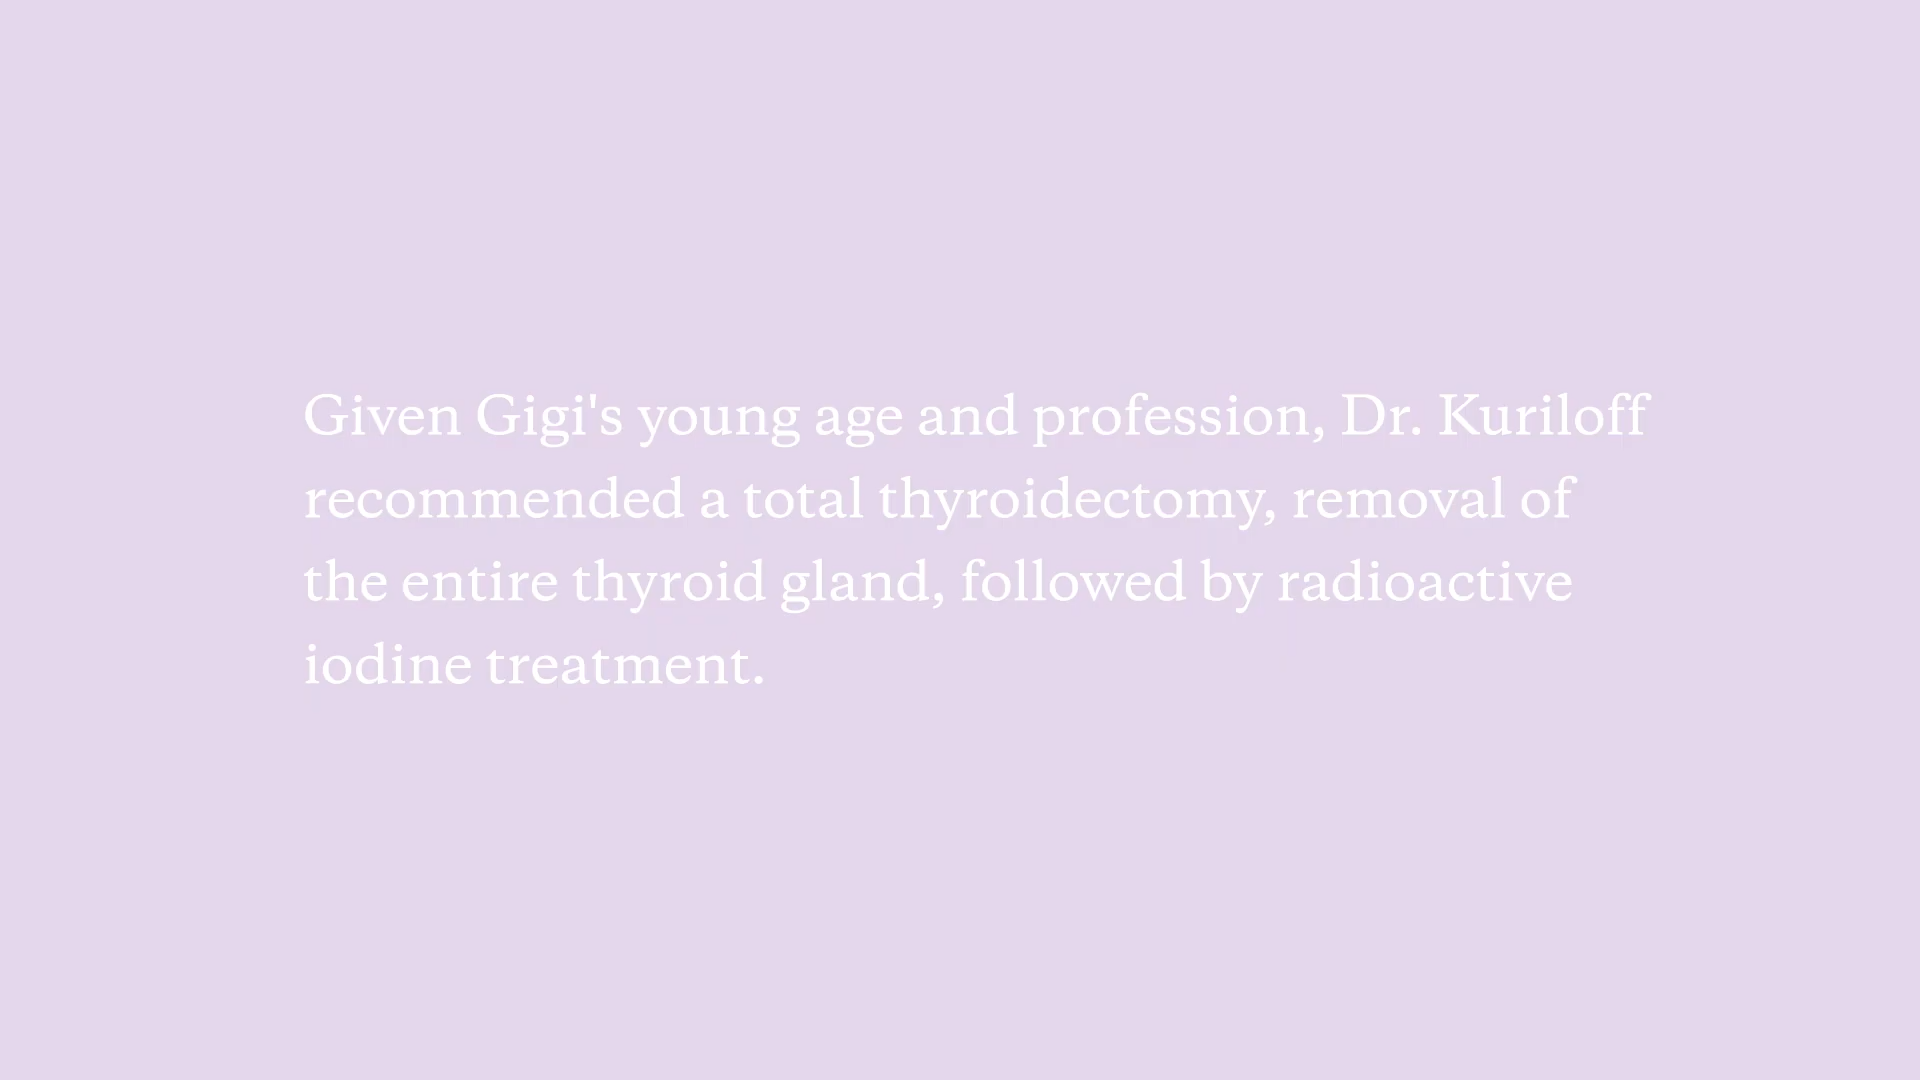 Given Gigi's young age and profession, Dr. Kuriloff
recommended a total thyroidectomy, removal of
the entire thyroid gland, followed by radioactive
iodine treatment.